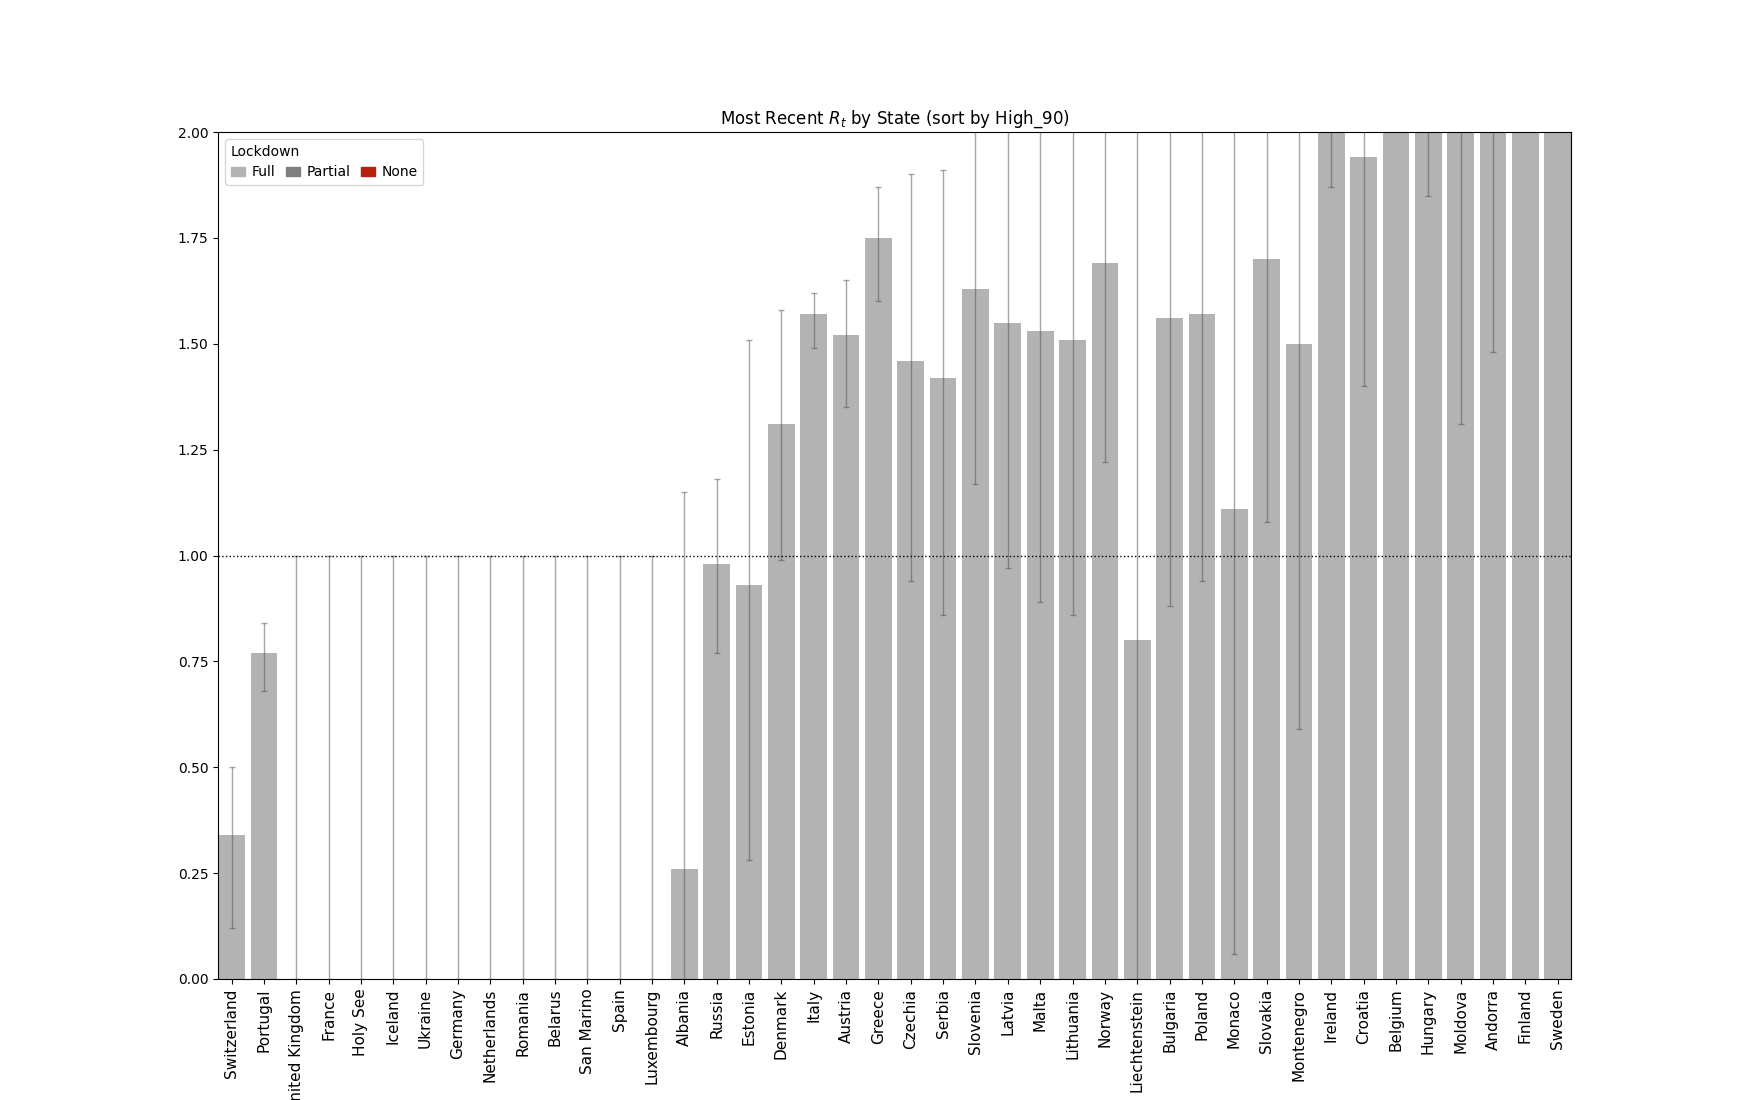 Most Recent R_t by State (sort by High_90)
2.00
Lockdown
Full Partial None
1.75
1.50
1.25
1.00
0.75
0.50
0.25
0.00
Switzerland
Portugal
nited Kingdom
France
Holy See
Iceland
Ukraine
Germany
Netherlands
Romania
Belarus
San Marino
Spain
Luxembourg
Albania
Russia
Estonia
Denmark
Italy
Austria
Greece
Czechia
Serbia
Slovenia
Latvia
Malta
Lithuania
Norway
Liechtenstein
Bulgaria
Poland
Monaco
Slovakia
Montenegro
Ireland
Croatia
Belgium
Hungary
Moldova
Andorra
Finland
Sweden